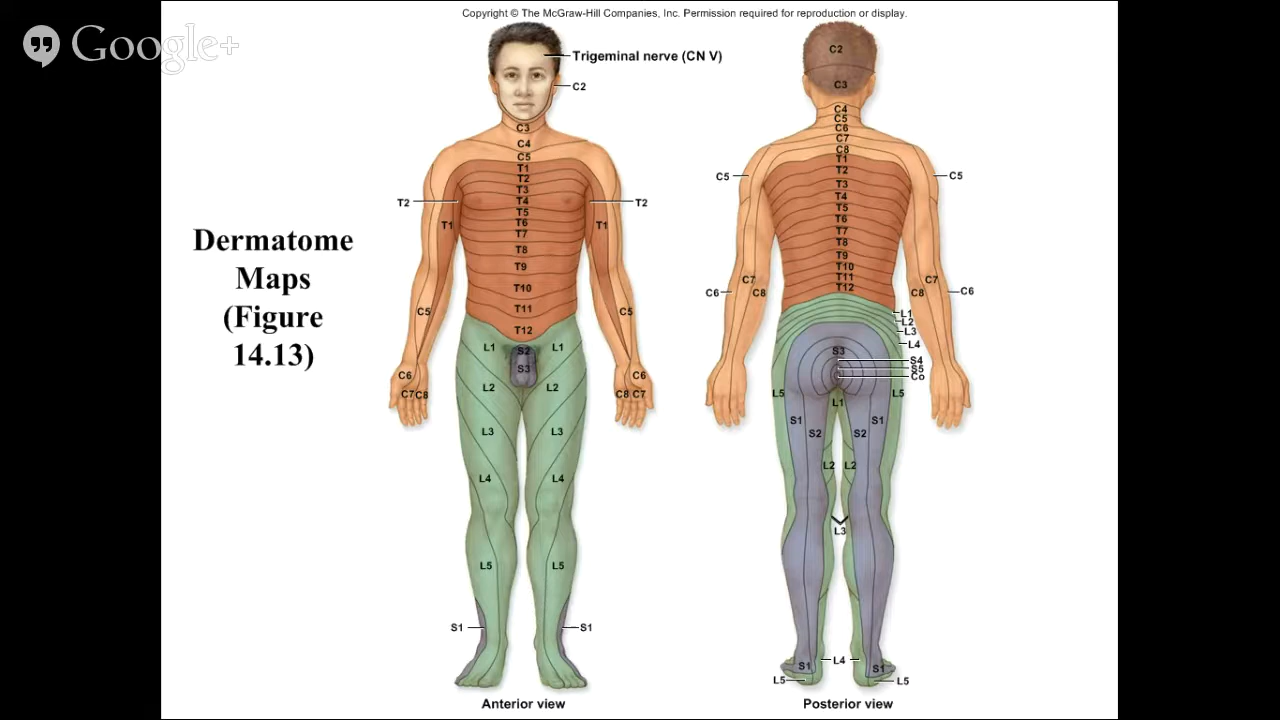 Copyright © The McGraw-Hill Companies, Inc. Permission required for reproduction or display.
Google+
Dermatome
Maps
(Figure
14.13)
Trigeminal nerve (CN V)
C2
C3
C4
C5
T1
T2
T3
T4
T5
T6
T7
T8
T9
T10
T11
T12
T2
T2
T1
T1
C5
C5
C6
C7
C8
C6
C8
C7
L1
S2
L1
S3
L2
L2
L3
L3
L4
L4
L5
L5
S1
S1
Anterior view
C2
C3
C4
C5
C6
C7
C8
T1
T2
T3
T4
T5
T6
T7
T8
T9
T10
T11
T12
C5
C5
C7
C7
C6
C8
C8
C6
L1
L2
L3
L4
S3
S4
S5
Co
L5
L5
L1
S1
S1
S2
S2
L2
L2
L3
L4
S1
S1
L5
L5
Posterior view